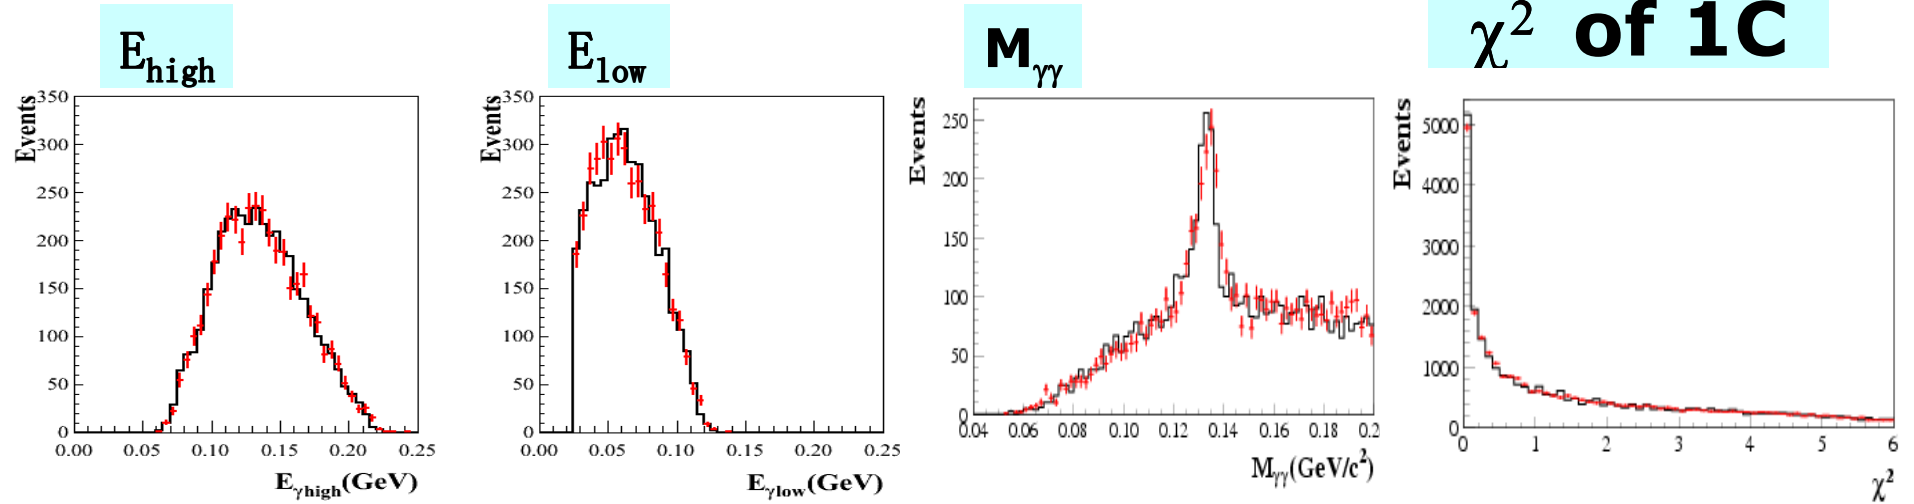 E_high
E_low
M_γγ
χ² of 1C
Events
350
300
250
200
150
100
50
0
0.00 0.05 0.10 0.15 0.20 0.25
E_γhigh(GeV)
Events
350
300
250
200
150
100
50
0
0.00 0.05 0.10 0.15 0.20 0.25
E_γlow(GeV)
Events
250
200
150
100
50
0
0.04 0.06 0.08 0.10 0.12 0.14 0.16 0.18 0.2
M_γγ(GeV/c²)
Events
5000
4000
3000
2000
1000
0
0 1 2 3 4 5 6
χ²